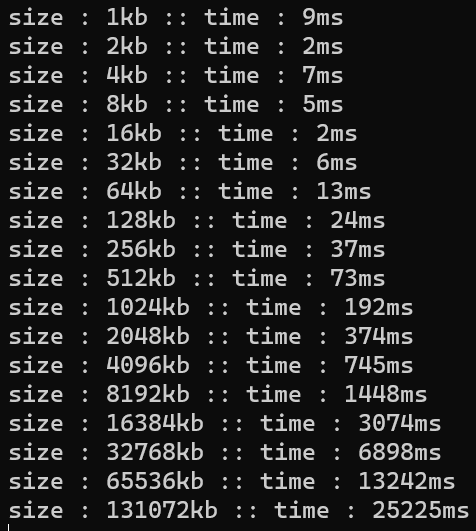 size : 1kb :: time : 9ms
size : 2kb :: time : 2ms
size : 4kb :: time : 7ms
size : 8kb :: time : 5ms
size : 16kb :: time : 2ms
size : 32kb :: time : 6ms
size : 64kb :: time : 13ms
size : 128kb :: time : 24ms
size : 256kb :: time : 37ms
size : 512kb :: time : 73ms
size : 1024kb :: time : 192ms
size : 2048kb :: time : 374ms
size : 4096kb :: time : 745ms
size : 8192kb :: time : 1448ms
size : 16384kb :: time : 3074ms
size : 32768kb :: time : 6898ms
size : 65536kb :: time : 13242ms
size : 131072kb :: time : 25225ms